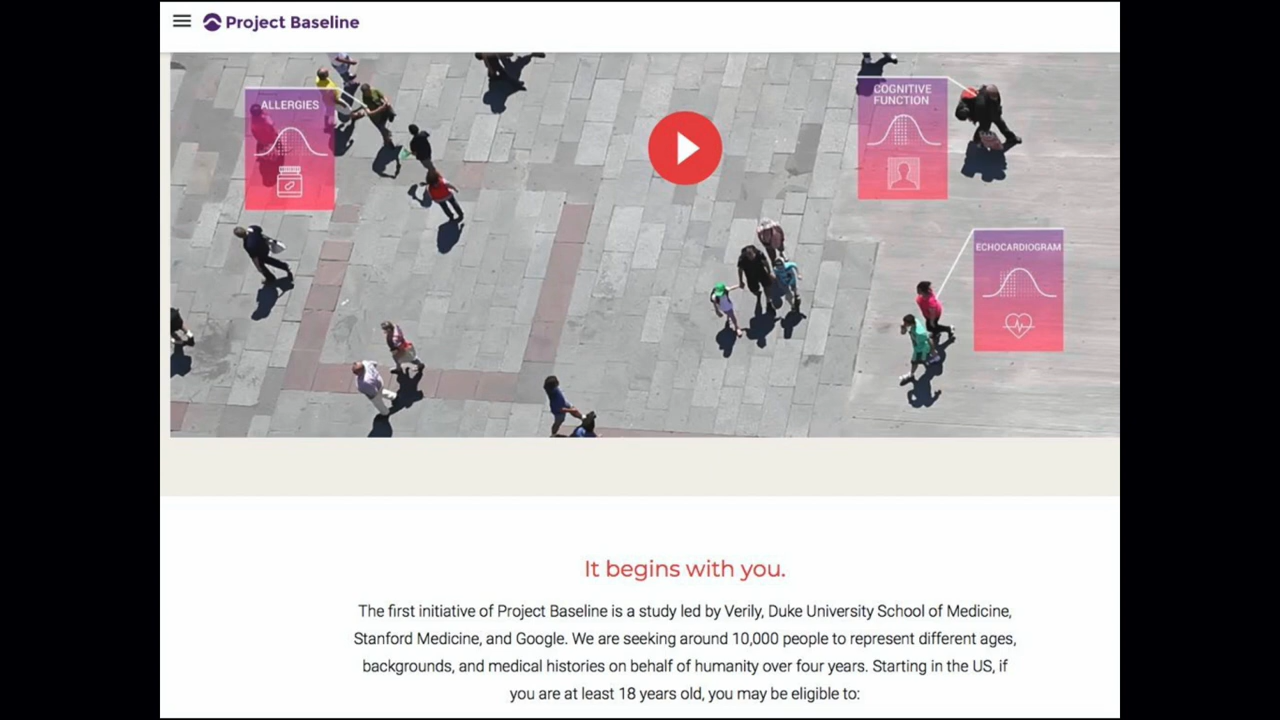 Project Baseline
ALLERGIES
COGNITIVE
FUNCTION
ECHOCARDIOGRAM
It begins with you.
The first initiative of Project Baseline is a study led by Verily, Duke University School of Medicine,
Stanford Medicine, and Google. We are seeking around 10,000 people to represent different ages,
backgrounds, and medical histories on behalf of humanity over four years. Starting in the US, if
you are at least 18 years old, you may be eligible to: